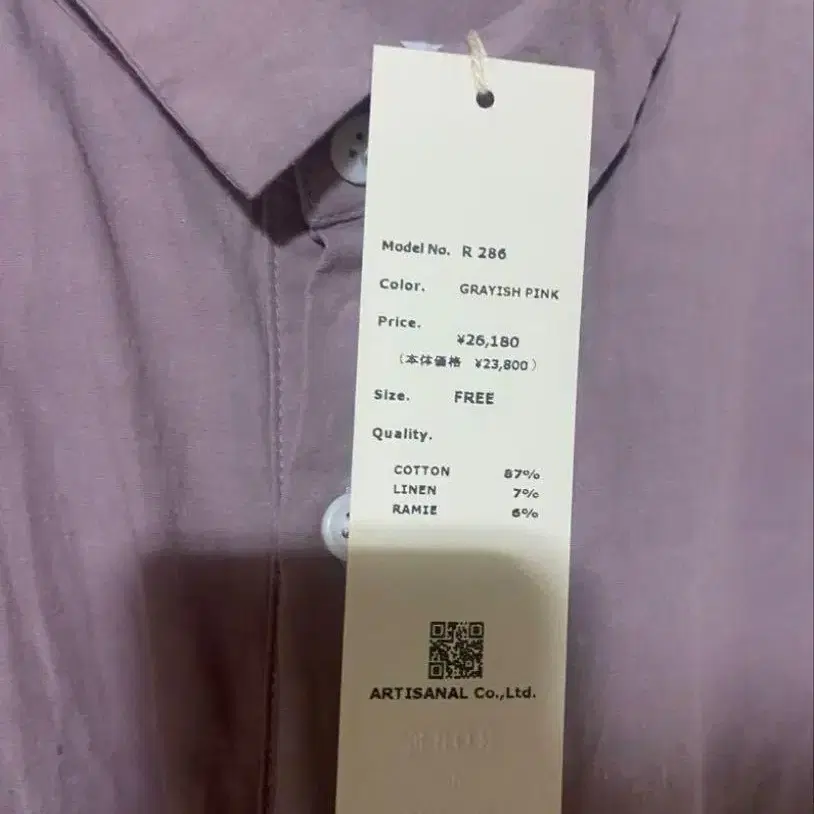 Model No. R 286
Color. GRAYISH PINK
Price.
¥26,180
(本体価格 ¥23,800)
Size. FREE
Quality.
COTTON 87%
LINEN 7%
RAMIE 6%
ARTISANAL Co.,Ltd.